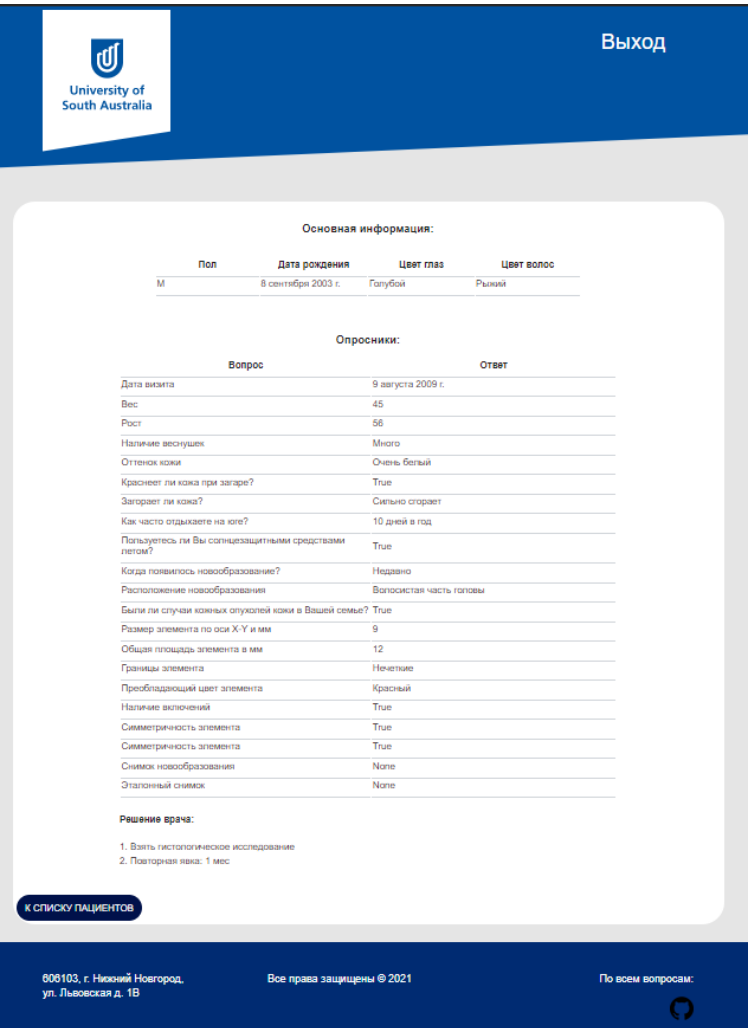 Выход
University of
South Australia
Основная информация:
Пол Дата рождения Цвет глаз Цвет волос
М 8 сентября 2003 г. Голубой Рыжий
Опросники:
Вопрос Ответ
Дата визита 9 августа 2009 г.
Вес 45
Рост 56
Наличие веснушек Много
Оттенок кожи Очень белый
Краснеет ли кожа при загаре? True
Загорает ли кожа? Сильно сгорает
Как часто отдыхаете на юге? 10 дней в год
Пользуетесь ли Вы солнцезащитными средствами
летом? True
Когда появилось новообразование? Недавно
Расположение новообразования Волосистая часть головы
Были ли случаи кожных опухолей кожи в Вашей семье? True
Размер элемента по оси X-Y и мм 9
Общая площадь элемента в мм 12
Границы элемента Нечеткие
Преобладающий цвет элемента Красный
Наличие включений True
Симметричность элемента True
Симметричность элемента True
Снимок новообразования None
Эталонный снимок None
Решение врача:
1. Взять гистологическое исследование
2. Повторная явка: 1 мес
К СПИСКУ ПАЦИЕНТОВ
606103, г. Нижний Новгород,
ул. Львовская д. 1В
Все права защищены © 2021
По всем вопросам: